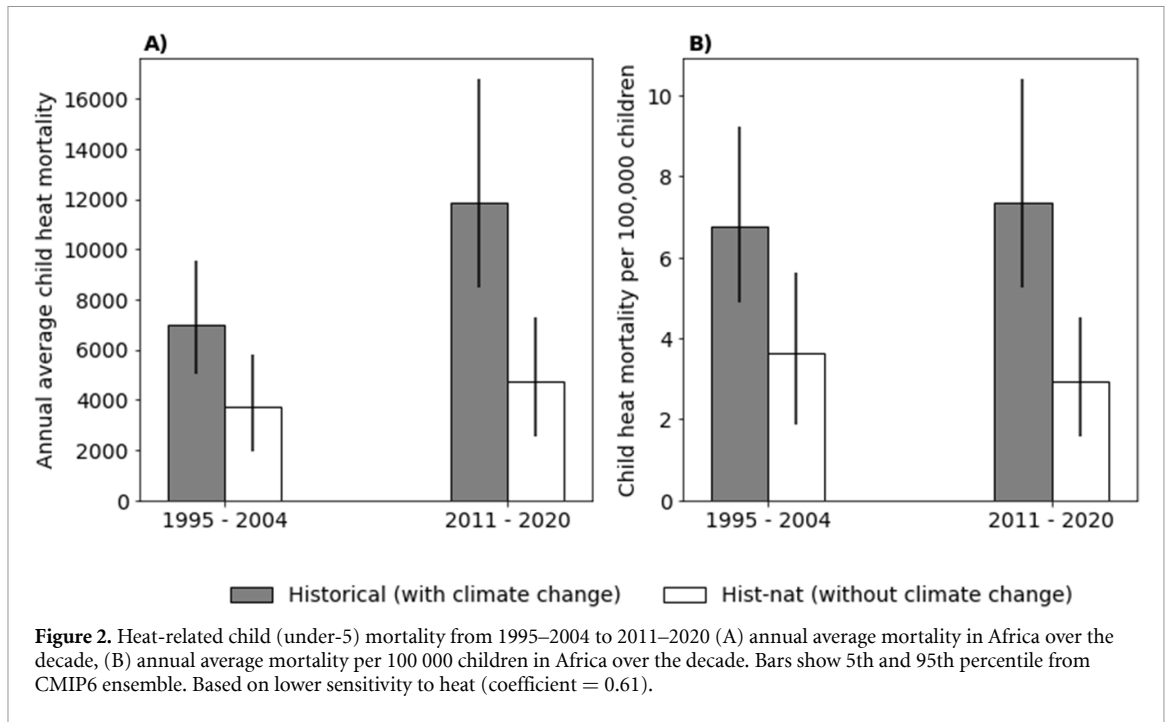 A)
Annual average child heat mortality
16000
14000
12000
10000
8000
6000
4000
2000
0
1995 - 2004
2011 - 2020
B)
Child heat mortality per 100,000 children
10
8
6
4
2
0
1995 - 2004
2011 - 2020
Historical (with climate change)
Hist-nat (without climate change)
Figure 2. Heat-related child (under-5) mortality from 1995–2004 to 2011–2020 (A) annual average mortality in Africa over the
decade, (B) annual average mortality per 100 000 children in Africa over the decade. Bars show 5th and 95th percentile from
CMIP6 ensemble. Based on lower sensitivity to heat (coefficient = 0.61).